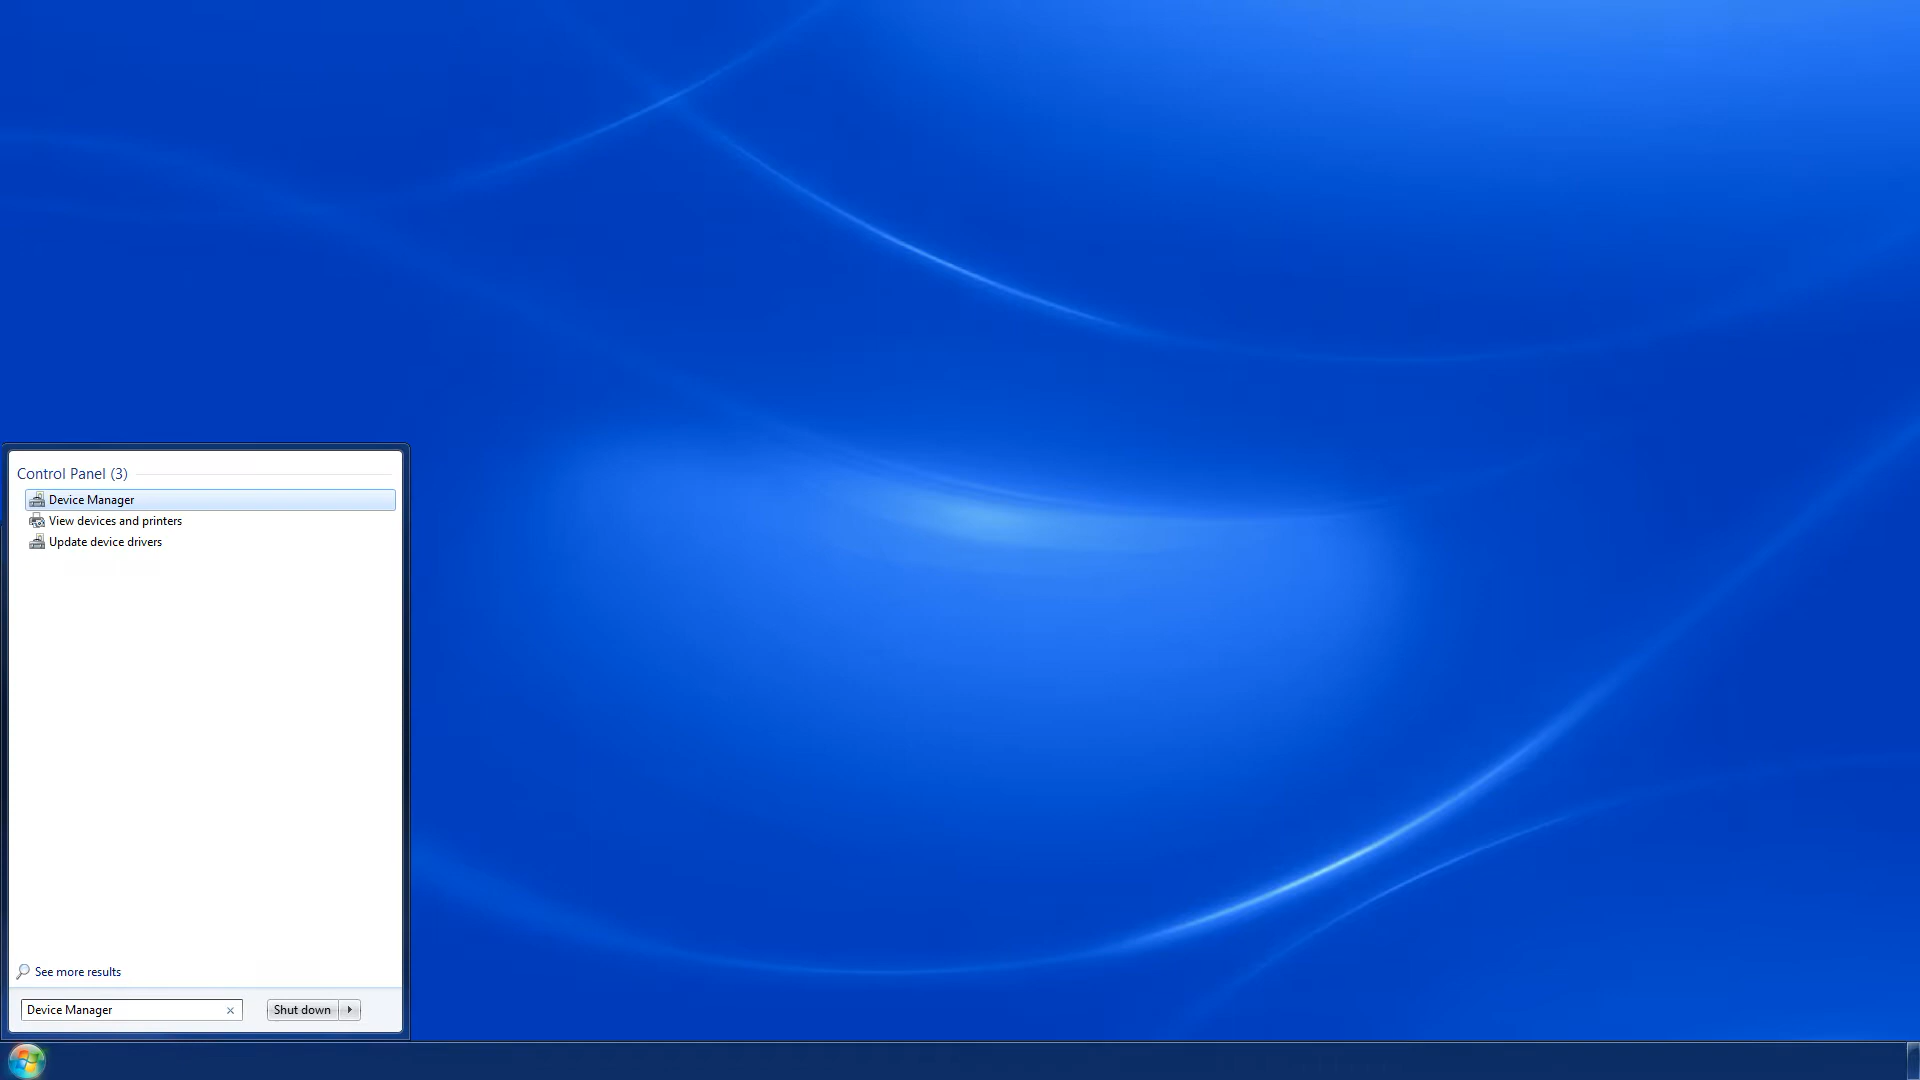 Control Panel (3)
Device Manager
View devices and printers
Update device drivers
See more results
Device Manager
Shut down